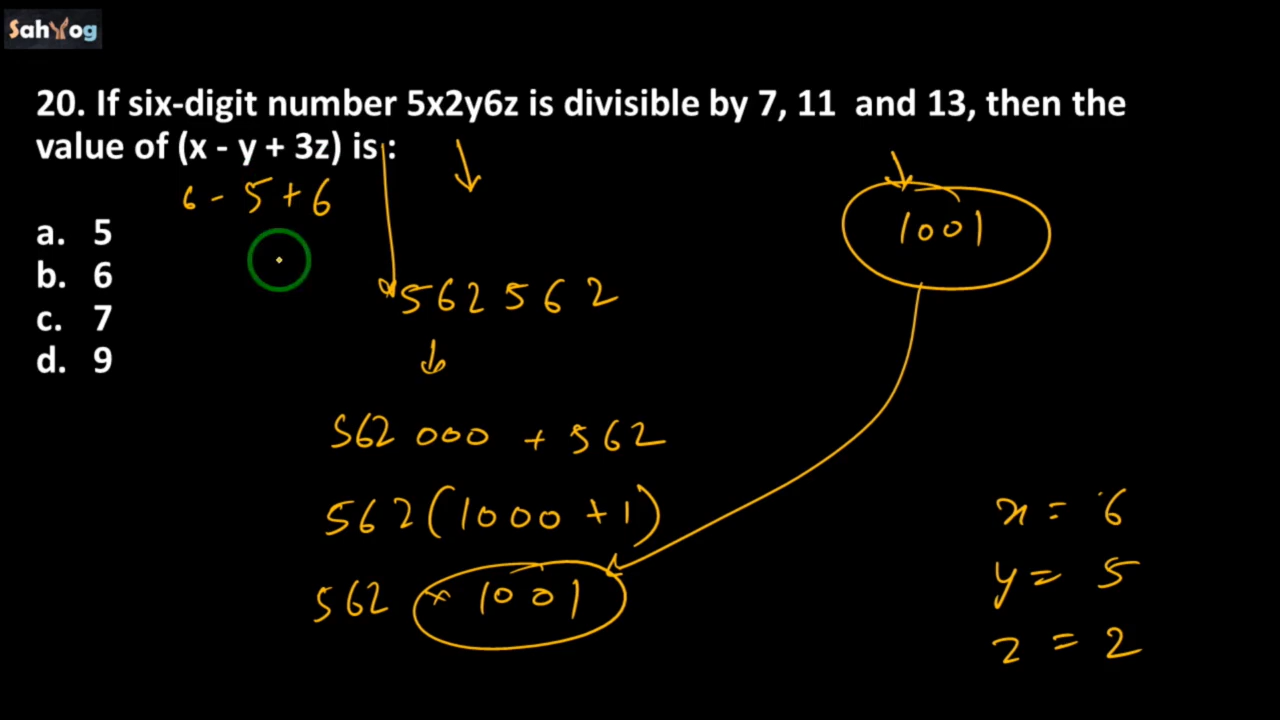 SahYog
20. If six-digit number 5x2y6z is divisible by 7, 11 and 13, then the
value of (x - y + 3z) is :
6 - 5 + 6
1001
a. 5
b. 6
c. 7
d. 9
562562
562 000 + 562
562(1000 + 1)
562 × 1001
x = 6
y = 5
z = 2